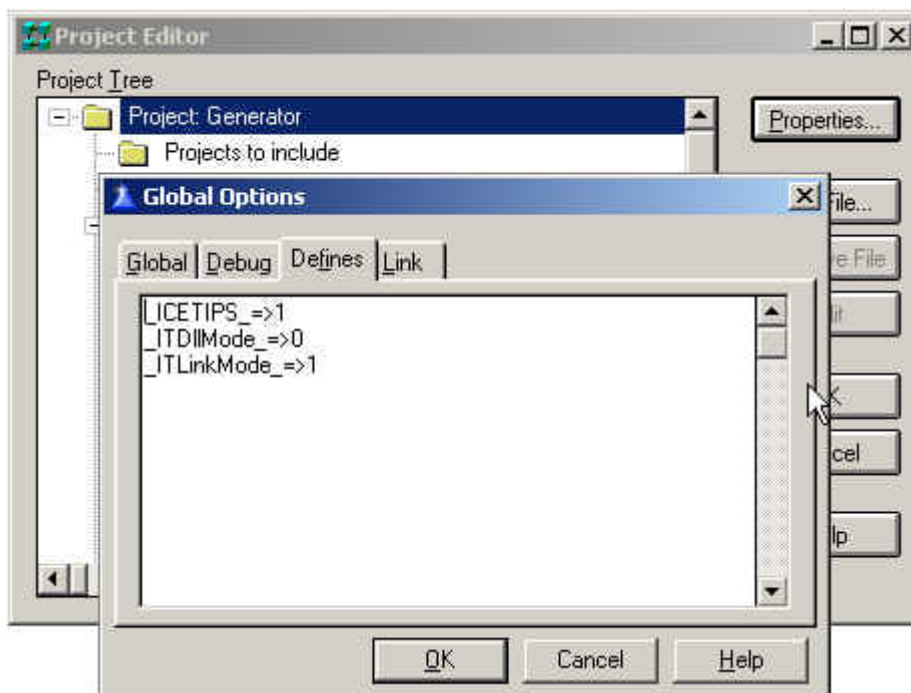 Project Editor
Project Tree
Project: Generator
Properties...
Projects to include
Global Options
File...
Global
Debug
Defines
Link
_ICETIPS_=>1
_ITDllMode_=>0
_ITLinkMode_=>1
OK
Cancel
Help